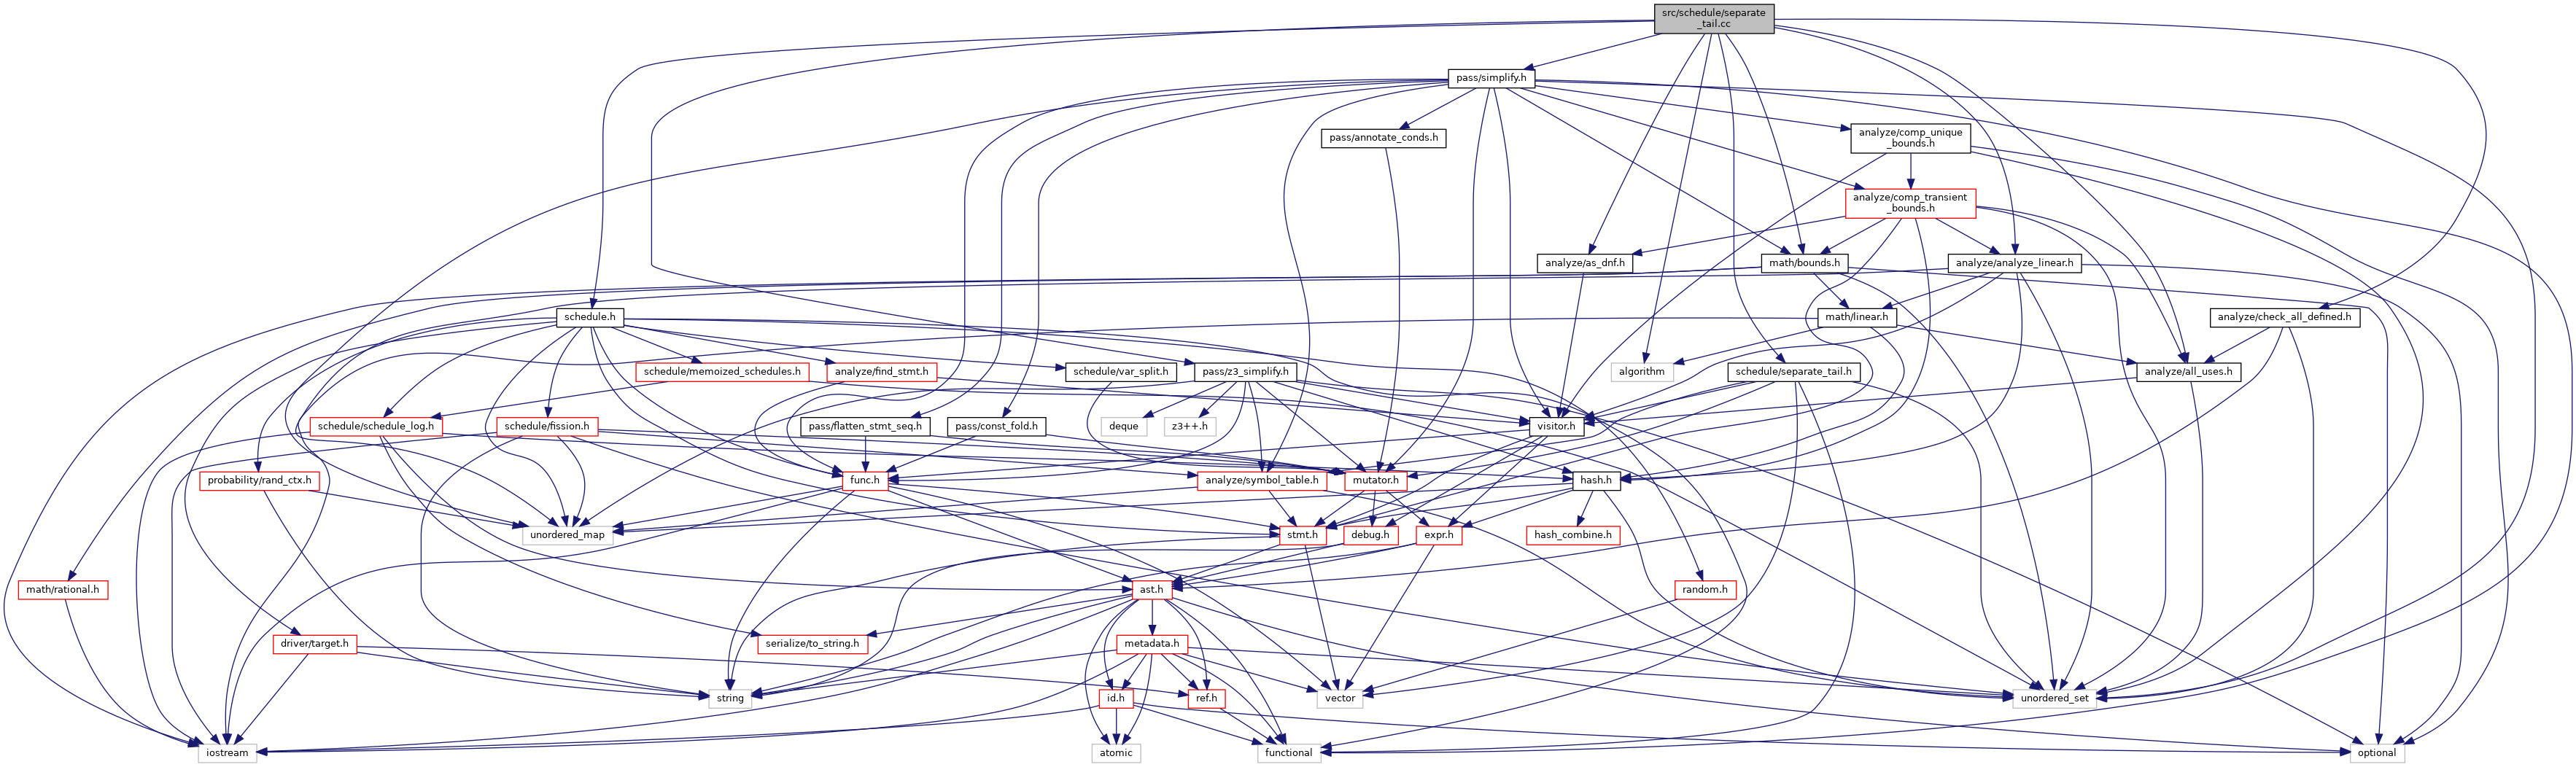 src/schedule/separate
_tail.cc
pass/simplify.h
pass/annotate_conds.h
analyze/comp_unique
_bounds.h
analyze/comp_transient
_bounds.h
analyze/as_dnf.h
math/bounds.h
analyze/analyze_linear.h
schedule.h
math/linear.h
analyze/check_all_defined.h
schedule/memoized_schedules.h
analyze/find_stmt.h
schedule/var_split.h
pass/z3_simplify.h
algorithm
schedule/separate_tail.h
analyze/all_uses.h
schedule/schedule_log.h
schedule/fission.h
pass/flatten_stmt_seq.h
pass/const_fold.h
deque
z3++.h
visitor.h
probability/rand_ctx.h
func.h
analyze/symbol_table.h
mutator.h
hash.h
unordered_map
stmt.h
debug.h
expr.h
hash_combine.h
math/rational.h
ast.h
random.h
driver/target.h
serialize/to_string.h
metadata.h
string
id.h
ref.h
vector
unordered_set
iostream
atomic
functional
optional